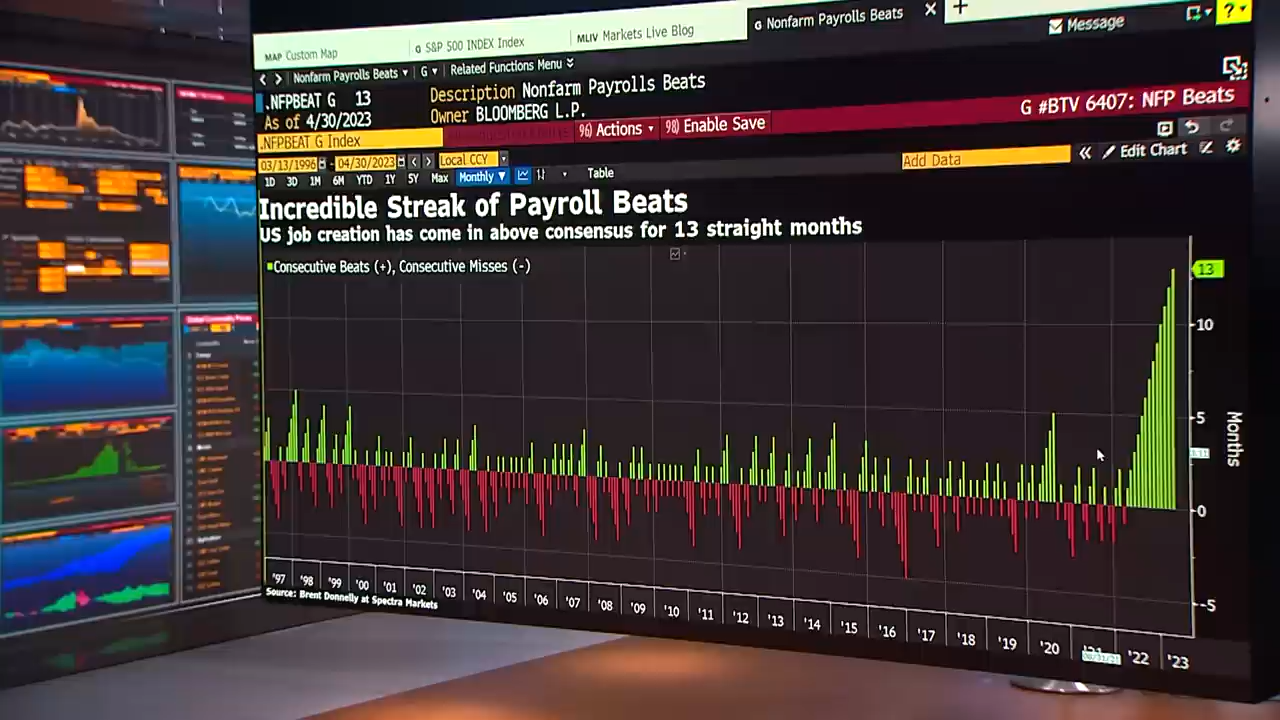 MAP Custom Map
G S&P 500 INDEX Index
MLIV Markets Live Blog
G Nonfarm Payrolls Beats
Message
Nonfarm Payrolls Beats
G
Related Functions Menu
.NFPBEAT G 13
Description Nonfarm Payrolls Beats
As of 4/30/2023
Owner BLOOMBERG L.P.
G #BTV 6407: NFP Beats
.NFPBEAT G Index
96) Actions
98) Enable Save
03/13/1996 - 04/30/2023
Local CCY
Add Data
Edit Chart
1D 3D 1M 6M YTD 1Y 5Y Max Monthly
Table
Incredible Streak of Payroll Beats
US job creation has come in above consensus for 13 straight months
Consecutive Beats (+), Consecutive Misses (-)
13
10
5
0
-5
Months
'97 '98 '99 '00 '01 '02 '03 '04 '05 '06 '07 '08 '09 '10 '11 '12 '13 '14 '15 '16 '17 '18 '19 '20 '22 '23
Source: Brent Donnelly at Spectra Markets